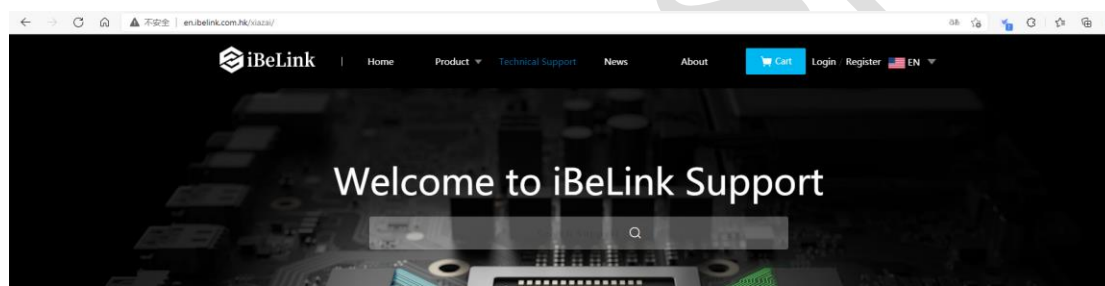 不安全 | en.ibelink.com.hk/xiazai/
iBeLink | Home Product Technical Support News About Cart Login / Register EN
Welcome to iBeLink Support